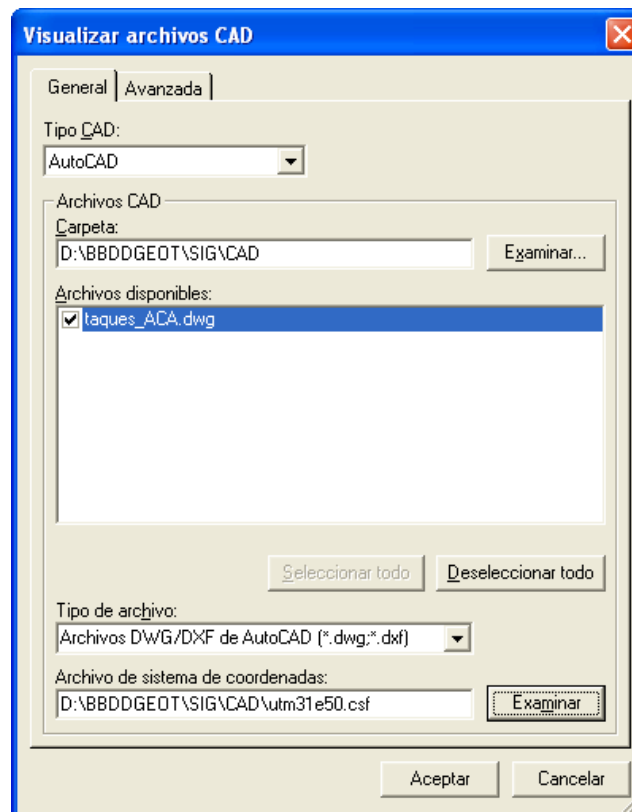 Visualizar archivos CAD
General
Avanzada
Tipo CAD:
AutoCAD
Archivos CAD
Carpeta:
D:\BBDDGEOT\SIG\CAD
Examinar...
Archivos disponibles:
taques_ACA.dwg
Seleccionar todo
Deseleccionar todo
Tipo de archivo:
Archivos DWG/DXF de AutoCAD (*.dwg;*.dxf)
Archivo de sistema de coordenadas:
D:\BBDDGEOT\SIG\CAD\utm31e50.csf
Examinar
Aceptar
Cancelar